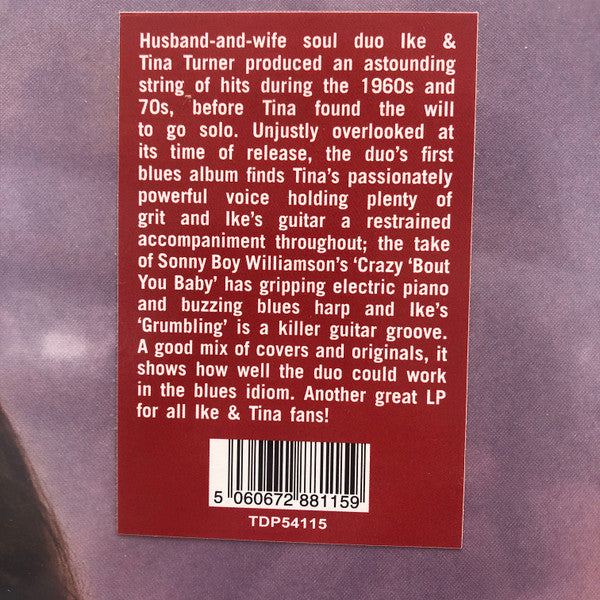 Husband-and-wife soul duo Ike &
Tina Turner produced an astounding
string of hits during the 1960s and
70s, before Tina found the will
to go solo. Unjustly overlooked at
its time of release, the duo’s first
blues album finds Tina’s passionately
powerful voice holding plenty of
grit and Ike’s guitar a restrained
accompaniment throughout; the take
of Sonny Boy Williamson’s ‘Crazy ‘Bout
You Baby’ has gripping electric piano
and buzzing blues harp and Ike’s
‘Grumbling’ is a killer guitar groove.
A good mix of covers and originals, it
shows how well the duo could work
in the blues idiom. Another great LP
for all Ike & Tina fans!
5 060672 881159
TDP54115